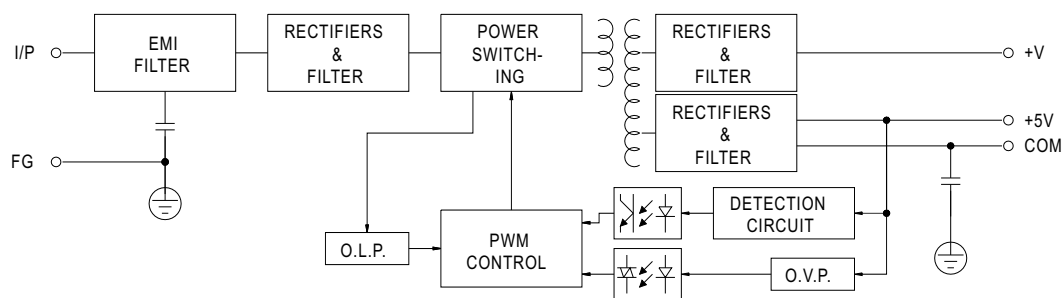 I/P
EMI
FILTER
RECTIFIERS
&
FILTER
POWER
SWITCH-
ING
RECTIFIERS
&
FILTER
+V
RECTIFIERS
&
FILTER
+5V
COM
FG
O.L.P.
PWM
CONTROL
DETECTION
CIRCUIT
O.V.P.